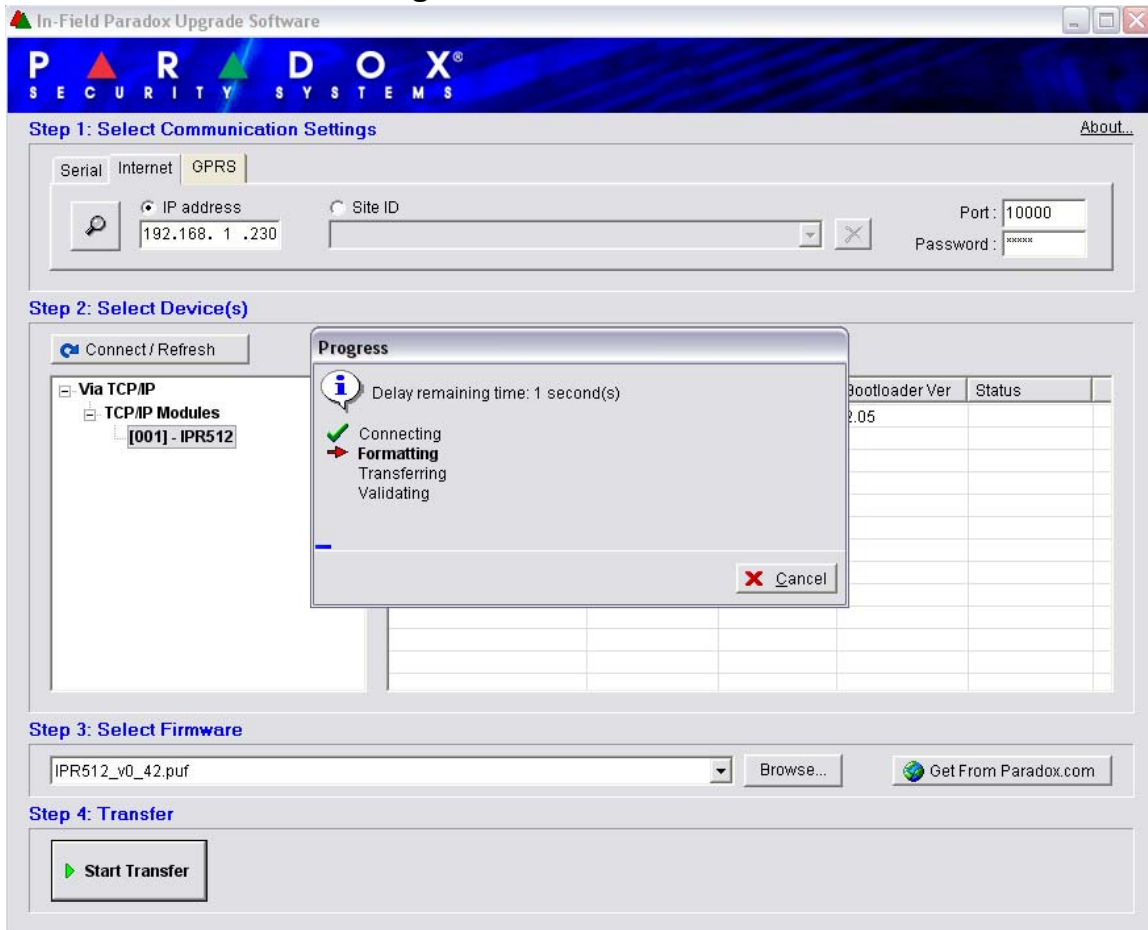 In-Field Paradox Upgrade Software
PARADOX®
SECURITY SYSTEMS
Step 1: Select Communication Settings
About...
Serial Internet GPRS
IP address
Site ID
192.168. 1 .230
Port : 10000
Password : *****
Step 2: Select Device(s)
Connect / Refresh
Via TCP/IP
TCP/IP Modules
[001] - IPR512
Bootloader Ver Status
2.05
Progress
Delay remaining time: 1 second(s)
Connecting
Formatting
Transferring
Validating
Cancel
Step 3: Select Firmware
IPR512_v0_42.puf
Browse...
Get From Paradox.com
Step 4: Transfer
Start Transfer